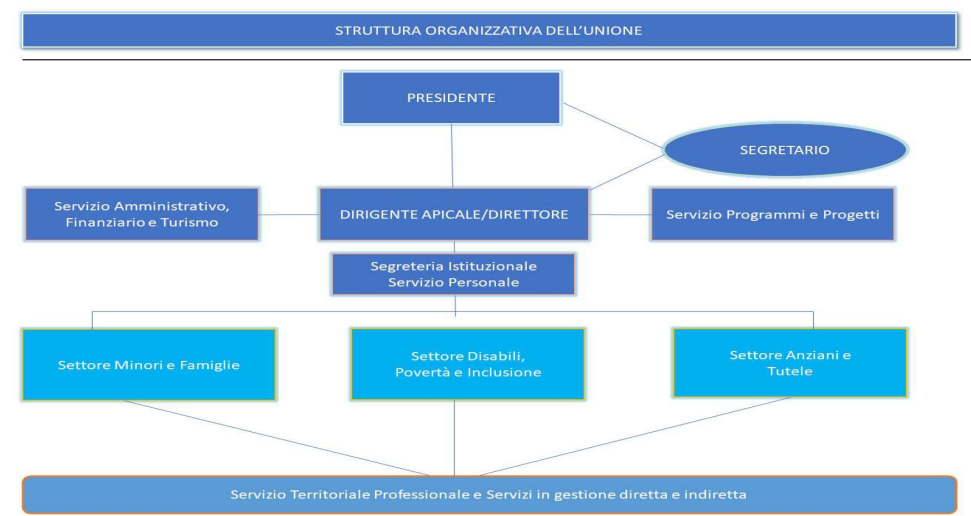 STRUTTURA ORGANIZZATIVA DELL'UNIONE
PRESIDENTE
SEGRETARIO
Servizio Amministrativo,
Finanziario e Turismo
DIRIGENTE APICALE/DIRETTORE
Servizio Programmi e Progetti
Segreteria Istituzionale
Servizio Personale
Settore Minori e Famiglie
Settore Disabili,
Povertà e Inclusione
Settore Anziani e
Tutele
Servizio Territoriale Professionale e Servizi in gestione diretta e indiretta